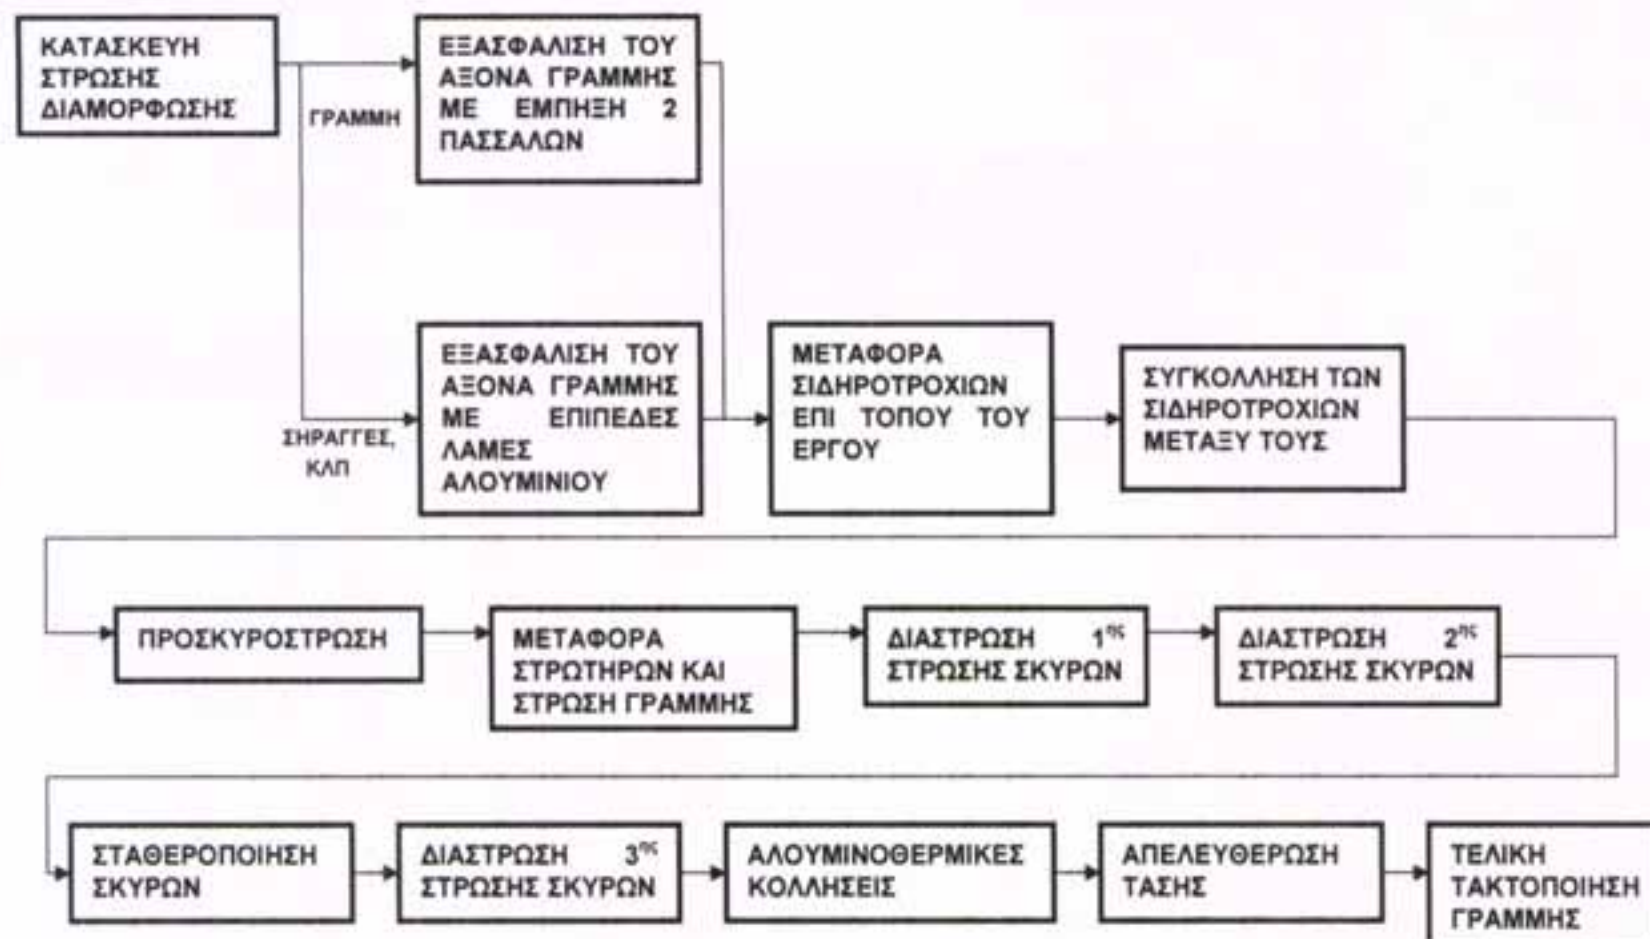 ΚΑΤΑΣΚΕΥΗ
ΣΤΡΩΣΗΣ
ΔΙΑΜΟΡΦΩΣΗΣ
ΓΡΑΜΜΗ
ΕΞΑΣΦΑΛΙΣΗ ΤΟΥ
ΑΞΟΝΑ ΓΡΑΜΜΗΣ
ΜΕ ΕΜΠΗΞΗ 2
ΠΑΣΣΑΛΩΝ
ΣΗΡΑΓΓΕΣ,
ΚΛΠ
ΕΞΑΣΦΑΛΙΣΗ ΤΟΥ
ΑΞΟΝΑ ΓΡΑΜΜΗΣ
ΜΕ ΕΠΙΠΕΔΕΣ
ΛΑΜΕΣ
ΑΛΟΥΜΙΝΙΟΥ
ΜΕΤΑΦΟΡΑ
ΣΙΔΗΡΟΤΡΟΧΙΩΝ
ΕΠΙ ΤΟΠΟΥ ΤΟΥ
ΕΡΓΟΥ
ΣΥΓΚΟΛΛΗΣΗ ΤΩΝ
ΣΙΔΗΡΟΤΡΟΧΙΩΝ
ΜΕΤΑΞΥ ΤΟΥΣ
ΠΡΟΣΚΥΡΟΣΤΡΩΣΗ
ΜΕΤΑΦΟΡΑ
ΣΤΡΩΤΗΡΩΝ ΚΑΙ
ΣΤΡΩΣΗ ΓΡΑΜΜΗΣ
ΔΙΑΣΤΡΩΣΗ 1ης
ΣΤΡΩΣΗΣ ΣΚΥΡΩΝ
ΔΙΑΣΤΡΩΣΗ 2ης
ΣΤΡΩΣΗΣ ΣΚΥΡΩΝ
ΣΤΑΘΕΡΟΠΟΙΗΣΗ
ΣΚΥΡΩΝ
ΔΙΑΣΤΡΩΣΗ 3ης
ΣΤΡΩΣΗΣ ΣΚΥΡΩΝ
ΑΛΟΥΜΙΝΟΘΕΡΜΙΚΕΣ
ΚΟΛΛΗΣΕΙΣ
ΑΠΕΛΕΥΘΕΡΩΣΗ
ΤΑΣΗΣ
ΤΕΛΙΚΗ
ΤΑΚΤΟΠΟΙΗΣΗ
ΓΡΑΜΜΗΣ